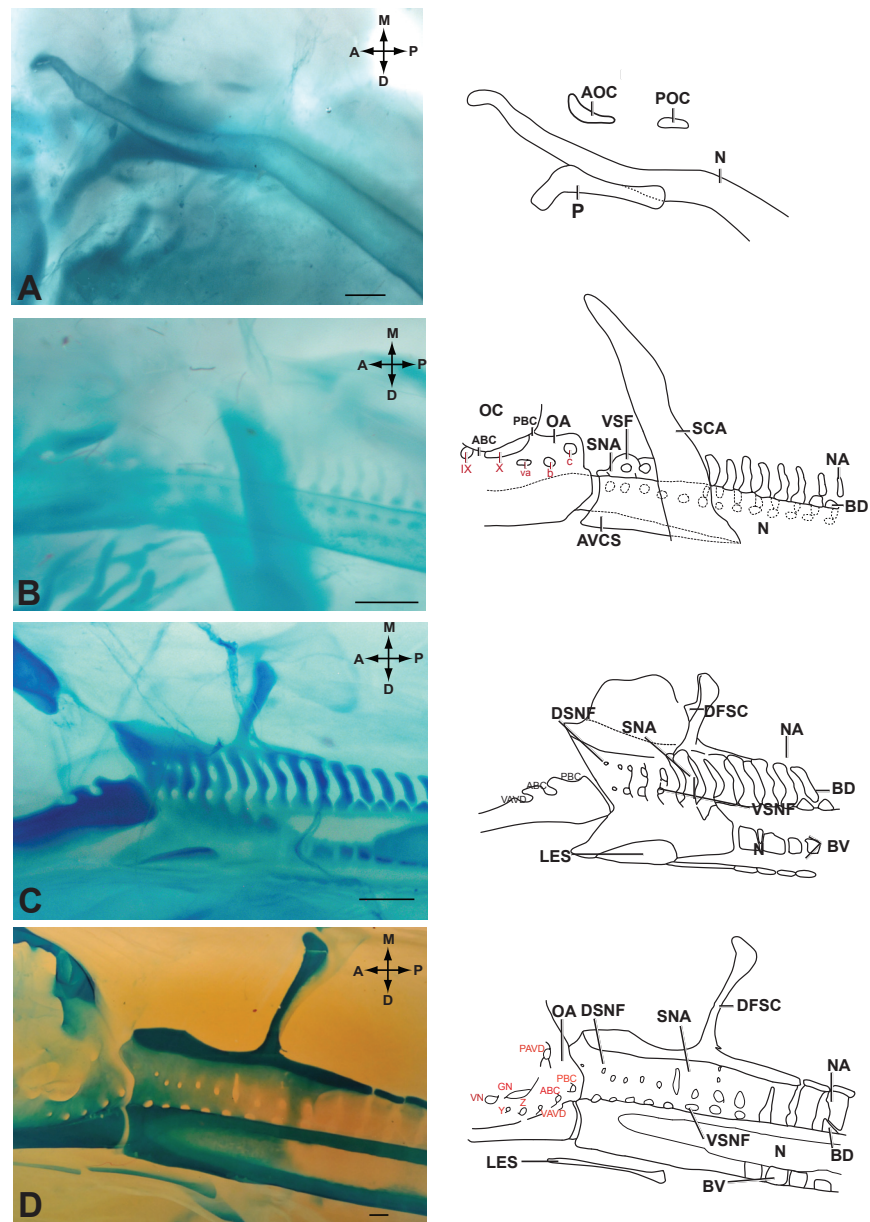 M
A P
D
A
AOC POC
N
P
M
A P
D
B
OC PBC OA VSF SCA
ABC SNA NA
IX X va b c
BD
AVCS N
M
A P
D
C
DSNF SNA DFSC NA
PBC
ABC
VAVD
BD
VSNF
LES N BV
M
A P
D
D
OA DSNF SNA DFSC
PAVD NA
PBC
GN ABC
VN
Y Z VAVD
VSNF
N BD
LES
BV